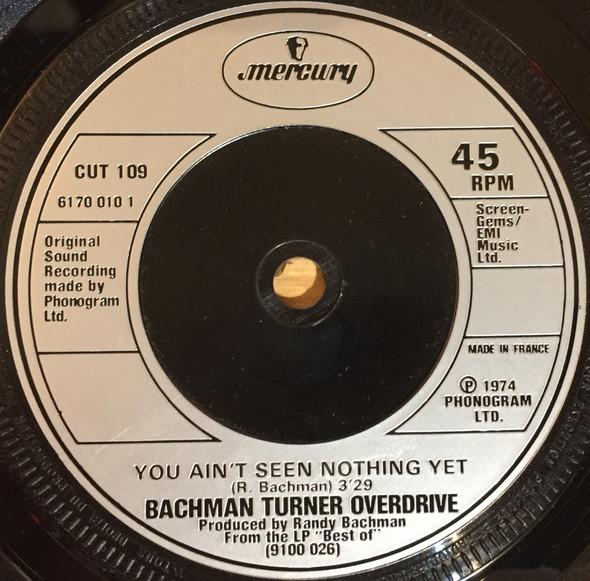 mercury
CUT 109
6170 010 1
Original
Sound
Recording
made by
Phonogram
Ltd.
45
RPM
Screen-
Gems/
EMI
Music
Ltd.
MADE IN FRANCE
Ⓟ 1974
PHONOGRAM
LTD.
YOU AIN'T SEEN NOTHING YET
(R. Bachman) 3'29
BACHMAN TURNER OVERDRIVE
Produced by Randy Bachman
From the LP "Best of"
(9100 026)